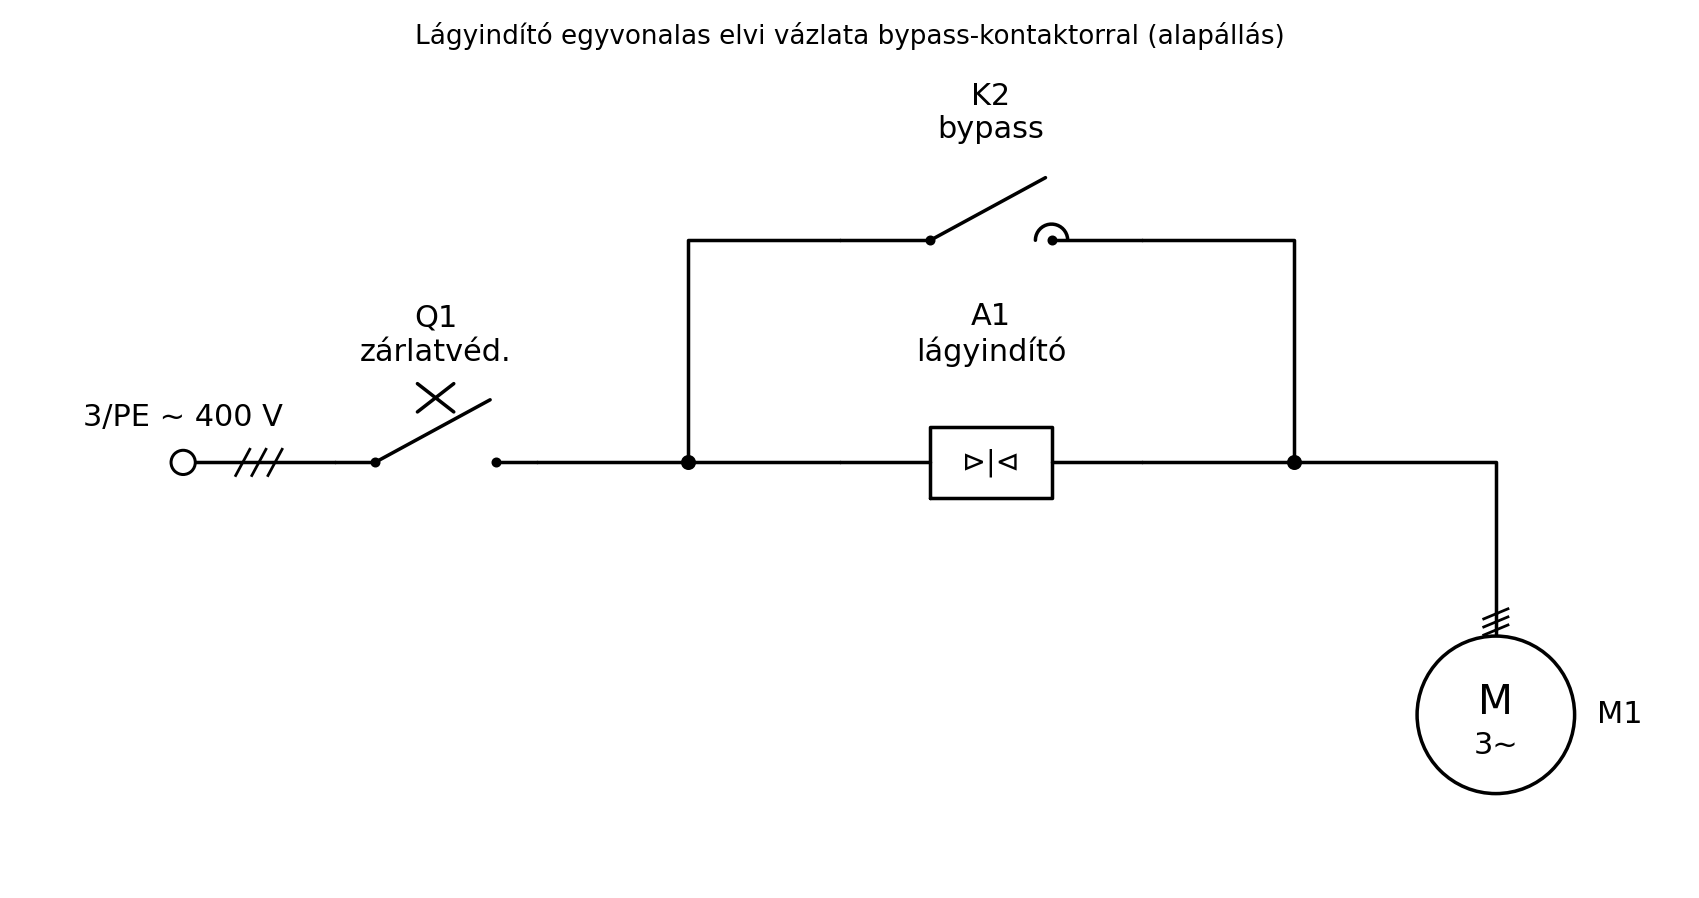 Lágyindító egyvonalas elvi vázlata bypass-kontaktorral (alapállás)
K2
bypass
Q1
zárlatvéd.
A1
lágyindító
3/PE ~ 400 V
⊳|⊲
M
3~
M1